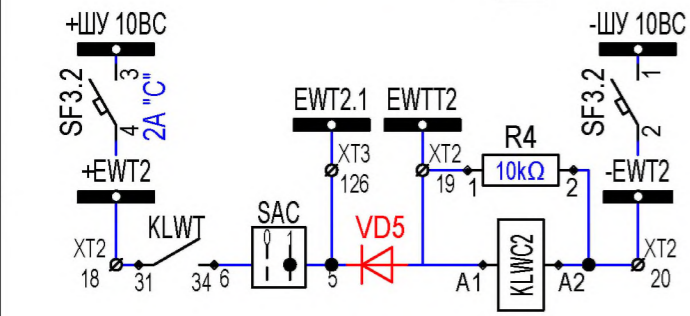 +ШУ 10ВС
-ШУ 10ВС
3
SF3.2
4
2А "С"
1
SF3.2
2
EWT2.1
EWTT2
R4
+EWT2
-EWT2
XT3
126
XT2
19
1
10kΩ
2
KLWT
SAC
0 1
VD5
XT2
18
31
34
6
5
A1
KLWC2
A2
XT2
20